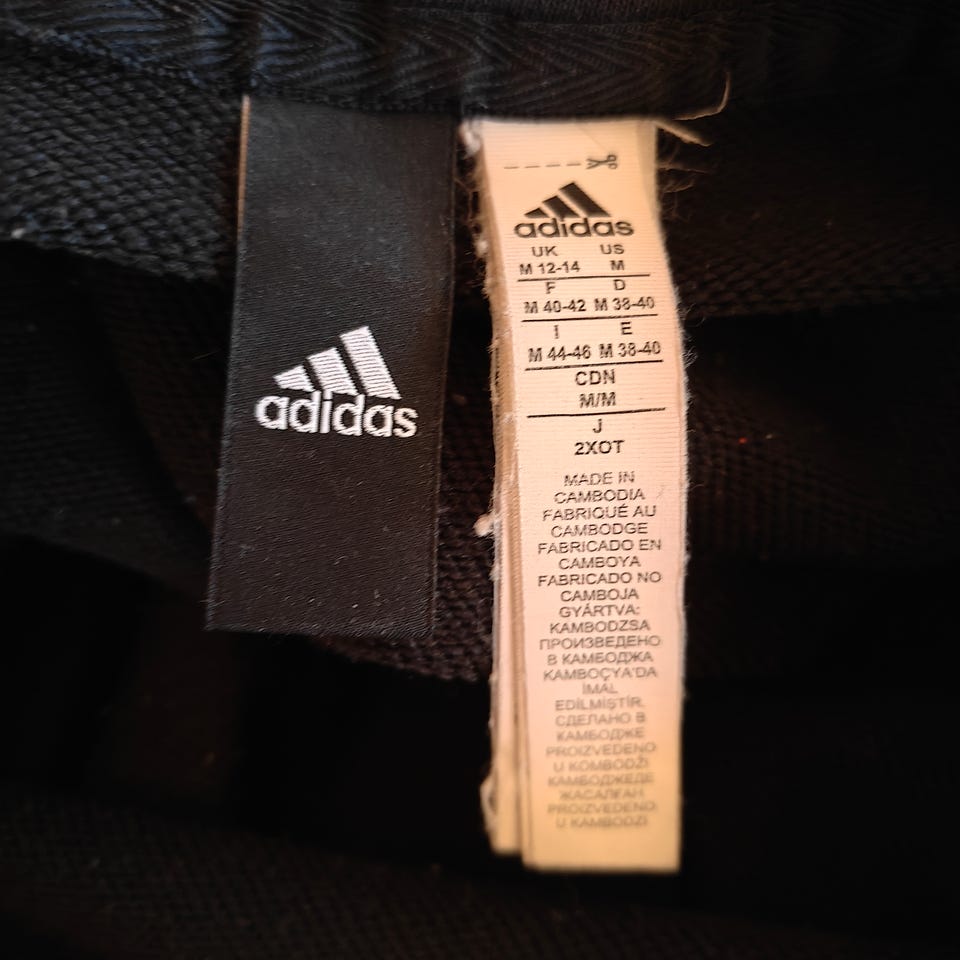 adidas
adidas
UK US
M 12-14 M
F D
M 40-42 M 38-40
I E
M 44-46 M 38-40
CDN
M/M
J
2XOT
MADE IN
CAMBODIA
FABRIQUÉ AU
CAMBODGE
FABRICADO EN
CAMBOYA
FABRICADO NO
CAMBOJA
GYÁRTVA:
KAMBODZSA
ПРОИЗВЕДЕНО
В КАМБОДЖА
KAMBOÇYA'DA
İMAL
EDİLMİŞTİR.
СДЕЛАНО В
КАМБОДЖЕ
PROIZVEDENO
U KOMBODŽI
КАМБОДЖЕДЕ
ЖАСАЛҒАН
PROIZVEDENO
U KAMBODZI